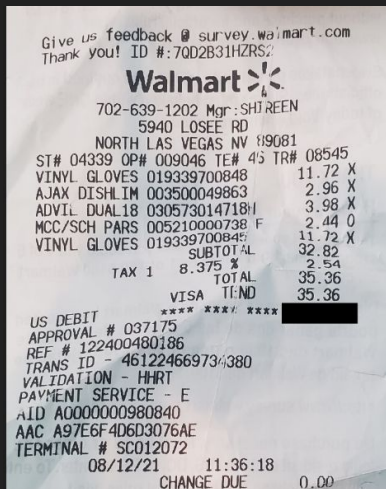 Give us feedback @ survey.walmart.com
Thank you! ID #:7QD2B31HZRS2
Walmart
702-639-1202 Mgr:SHIREEN
5940 LOSEE RD
NORTH LAS VEGAS NV 89081
ST# 04339 OP# 009046 TE# 45 TR# 08545
VINYL GLOVES 019339700848 11.72 X
AJAX DISHLIM 003500049863 2.96 X
ADVIL DUAL18 030573014718H 3.98 X
MCC/SCH PARS 005210000738 F 2.44 O
VINYL GLOVES 019339700845 11.72 X
SUBTOTAL 32.82
TAX 1 8.375 % 2.54
TOTAL 35.36
VISA TEND 35.36
US DEBIT **** **** ****
APPROVAL # 037175
REF # 122400480186
TRANS ID - 461224669734380
VALIDATION - HHRT
PAYMENT SERVICE - E
AID A0000000980840
AAC A97E6F4D6D3076AE
TERMINAL # SC012072
08/12/21 11:36:18
CHANGE DUE 0.00